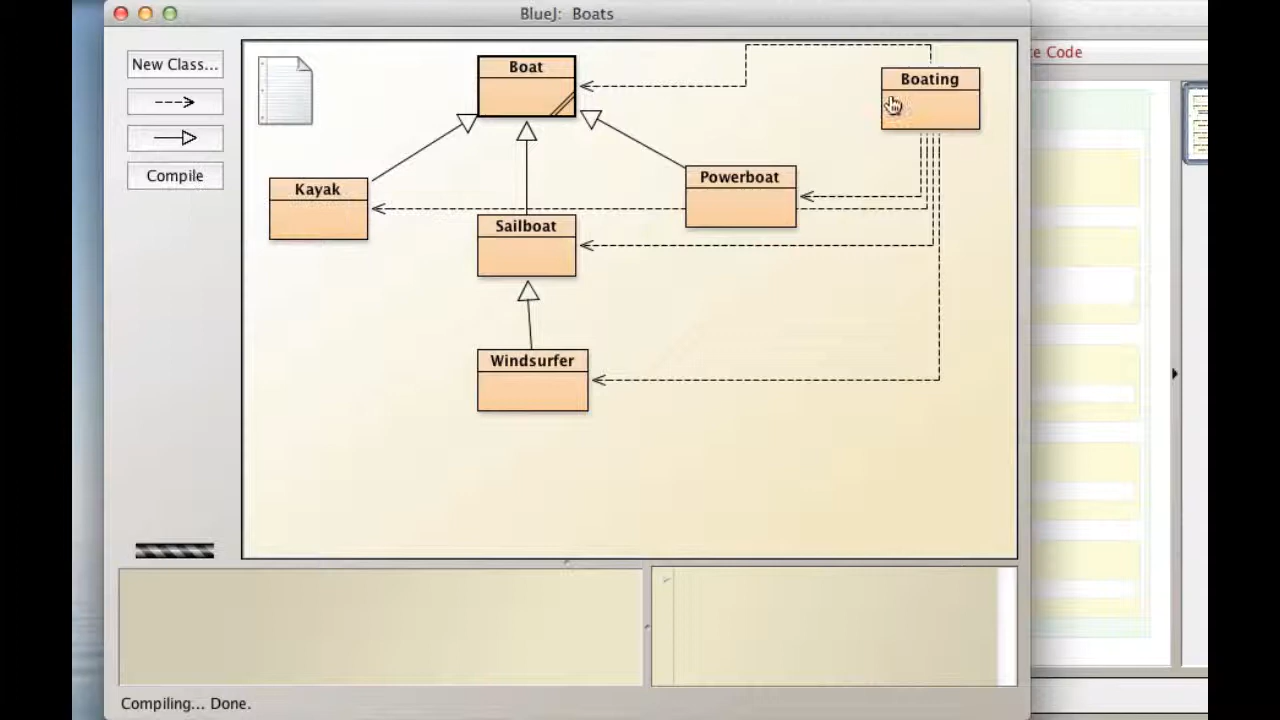 BlueJ: Boats
New Class...
Compile
Boat
Boating
Kayak
Powerboat
Sailboat
Windsurfer
Compiling... Done.
Code